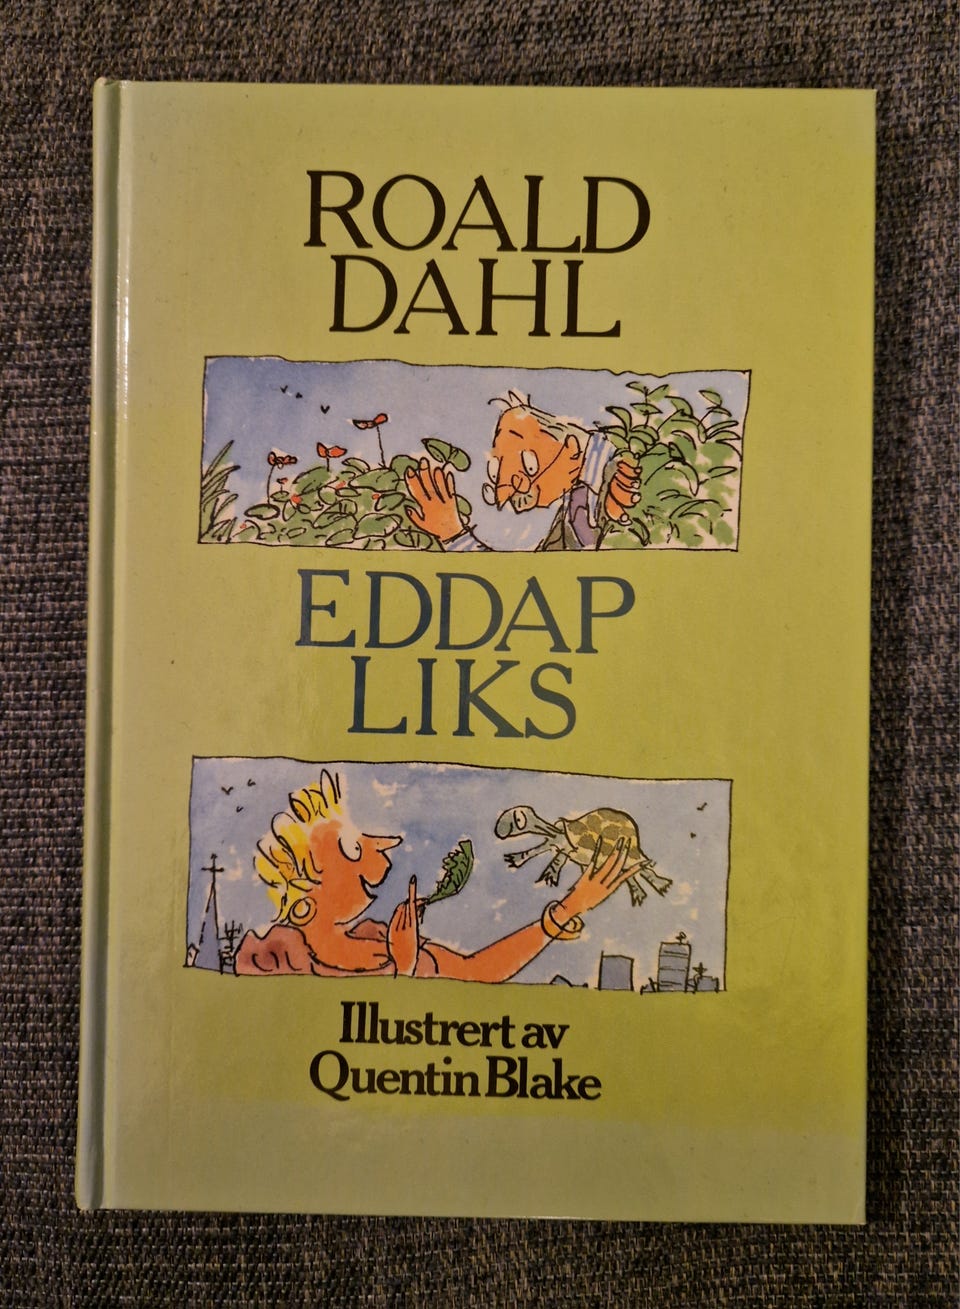 ROALD
DAHL
EDDAP
LIKS
Illustrert av
Quentin Blake